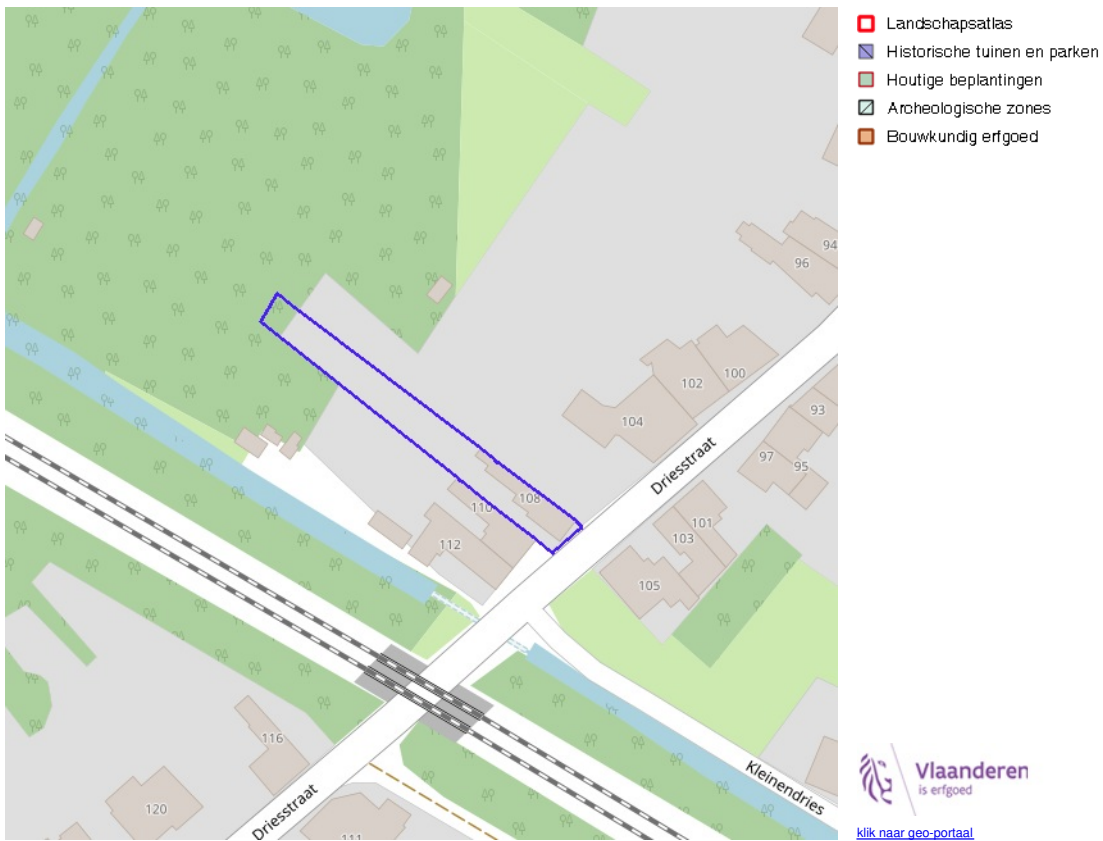 Landschapsatlas
Historische tuinen en parken
Houtige beplantingen
Archeologische zones
Bouwkundig erfgoed
94
96
100
102
104
93
Driesstraat
97
95
108
110
101
103
112
105
116
Kleinendries
120
Driesstraat
111
Vlaanderen
is erfgoed
klik naar geo-portaal